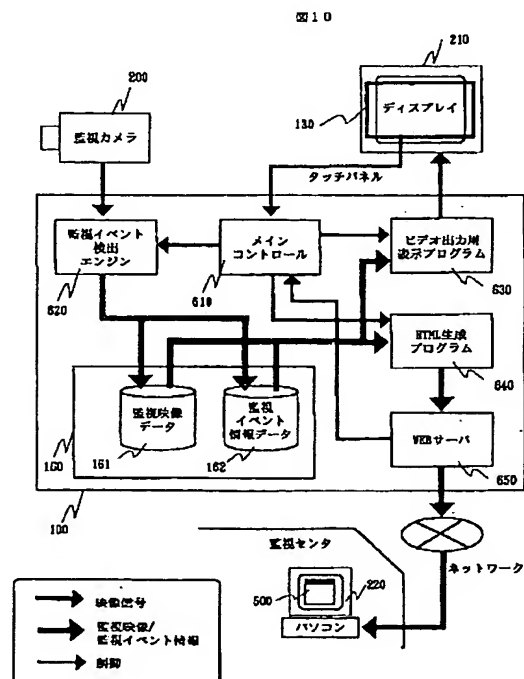 図10
210
200
130
ディスプレイ
監視カメラ
タッチパネル
監視イベント
検出
エンジン
メイン
コントロール
ビデオ出力用
表示プログラム
620
610
630
HTML生成
プログラム
640
監視映像
データ
監視
イベント
情報データ
WEBサーバ
160
161
162
650
100
監視センタ
ネットワーク
500
220
パソコン
映像信号
監視映像/
監視イベント情報
制御